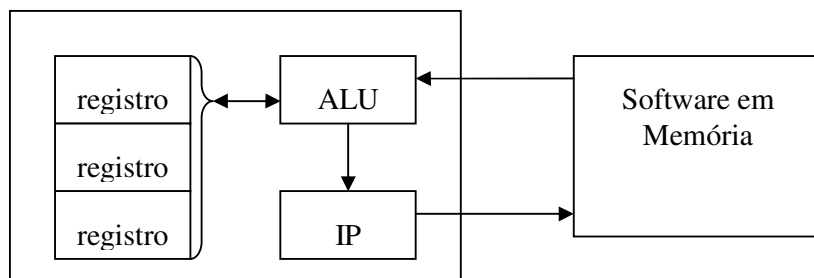 registro
ALU
Software em
Memória
registro
registro
IP